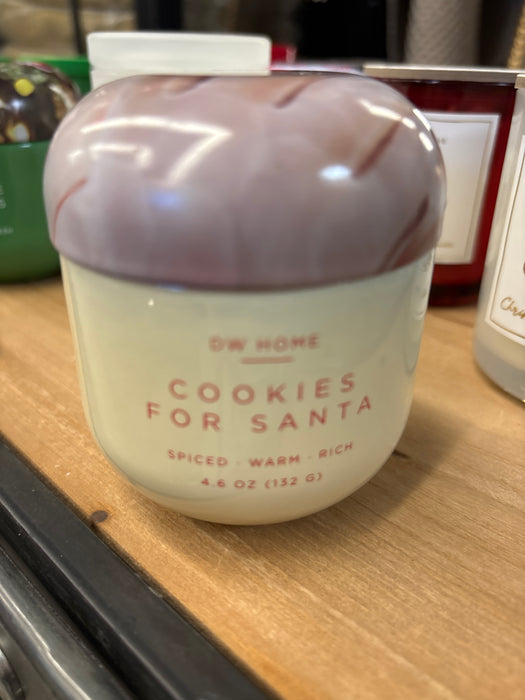 DW HOME
COOKIES
FOR SANTA
SPICED · WARM · RICH
4.6 OZ (132 G)